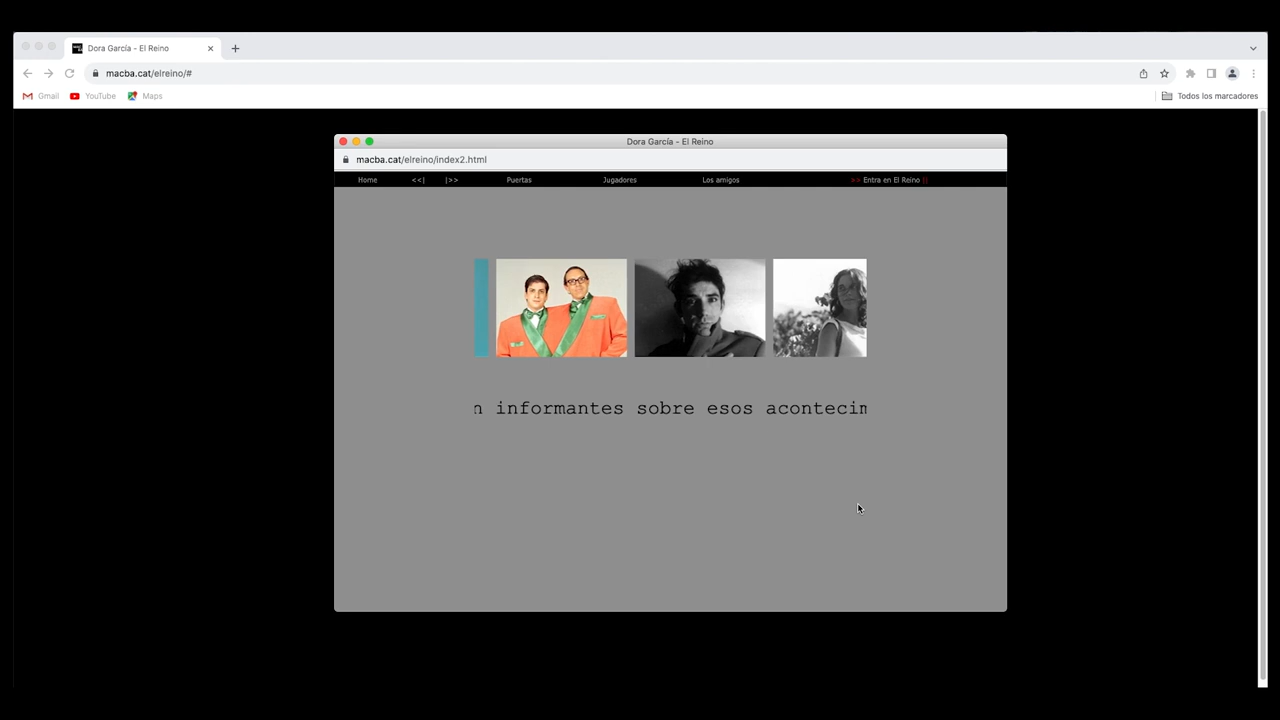 Dora García - El Reino
macba.cat/elreino/#
Gmail YouTube Maps Todos los marcadores
Dora García - El Reino
macba.cat/elreino/index2.html
Home <<| |>> Puertas Jugadores Los amigos >> Entra en El Reino ||
n informantes sobre esos acontecim